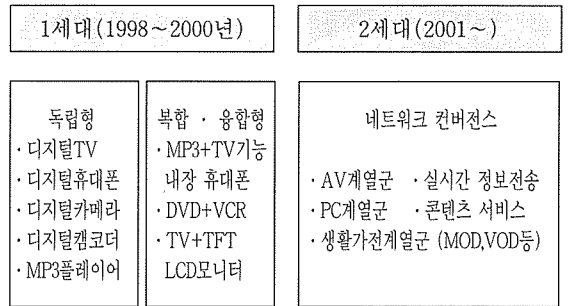 1세대(1998~2000년)
2세대(2001~)
독립형
·디지털TV
·디지털휴대폰
·디지털카메라
·디지털캠코더
·MP3플레이어
복합 · 융합형
·MP3+TV기능
내장 휴대폰
·DVD+VCR
·TV+TFT
LCD모니터
네트워크 컨버전스
·AV계열군 ·실시간 정보전송
·PC계열군 ·콘텐츠 서비스
·생활가전계열군 (MOD,VOD등)